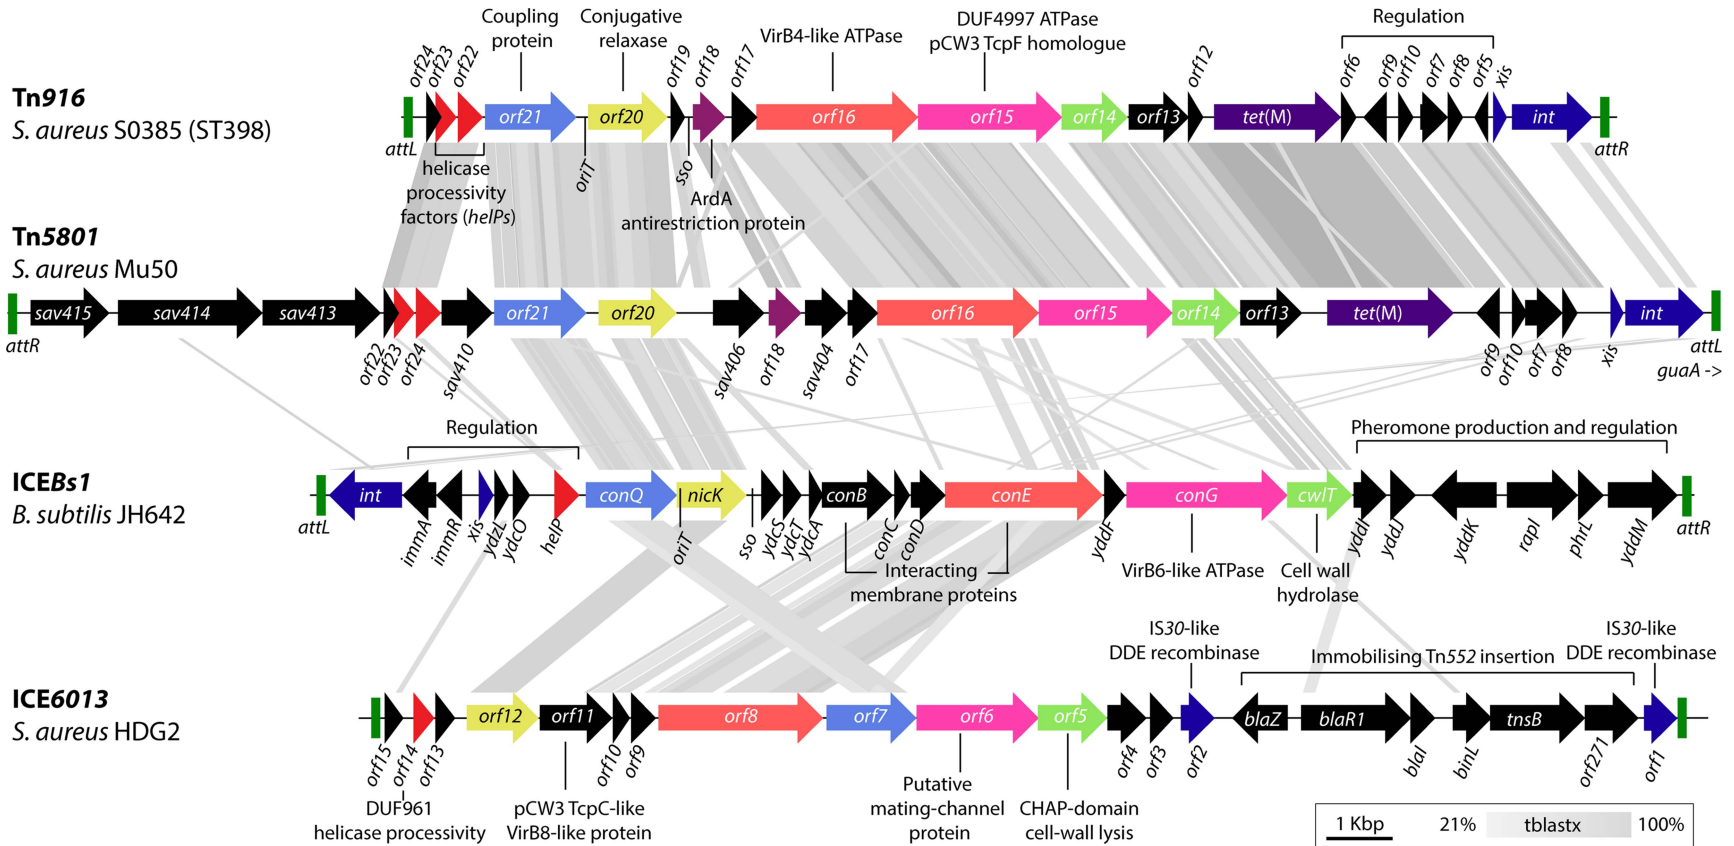 Coupling protein
Conjugative relaxase
VirB4-like ATPase
DUF4997 ATPase
pCW3 TcpF homologue
Regulation
orf24 orf23 orf22 orf19 orf18 orf17 orf12 orf6 orf9 orf10 orf7 orf8 orf5 xis
Tn916
S. aureus S0385 (ST398)
orf21 orf20 orf16 orf15 orf14 orf13 tet(M) int
attL
attR
oriT
sso
helicase
processivity
factors (helPs)
ArdA
antirestriction protein
Tn5801
S. aureus Mu50
sav415 sav414 sav413 orf21 orf20 orf16 orf15 orf14 orf13 tet(M) int
attR
attL
guaA ->
orf22 orf23 orf24 sav410 sav406 orf18 sav404 orf17 orf9 orf10 orf7 orf8 xis
Regulation
Pheromone production and regulation
ICEBs1
B. subtilis JH642
int conQ nicK conB conE conG cwlT
attL
attR
immA immR xis ydzL ydcO helP oriT sso ydcS ydcT ydcA conC conD yddF yddI yddJ yddK rapI phrL yddM
Interacting
membrane proteins
VirB6-like ATPase
Cell wall
hydrolase
IS30-like
DDE recombinase
Immobilising Tn552 insertion
IS30-like
DDE recombinase
ICE6013
S. aureus HDG2
orf12 orf11 orf8 orf7 orf6 orf5 blaZ blaR1 tnsB
orf15 orf14 orf13 orf10 orf9 orf4 orf3 orf2 blaI binL orf271 orf1
DUF961
helicase processivity
pCW3 TcpC-like
VirB8-like protein
Putative
mating-channel
protein
CHAP-domain
cell-wall lysis
1 Kbp
21% tblastx 100%